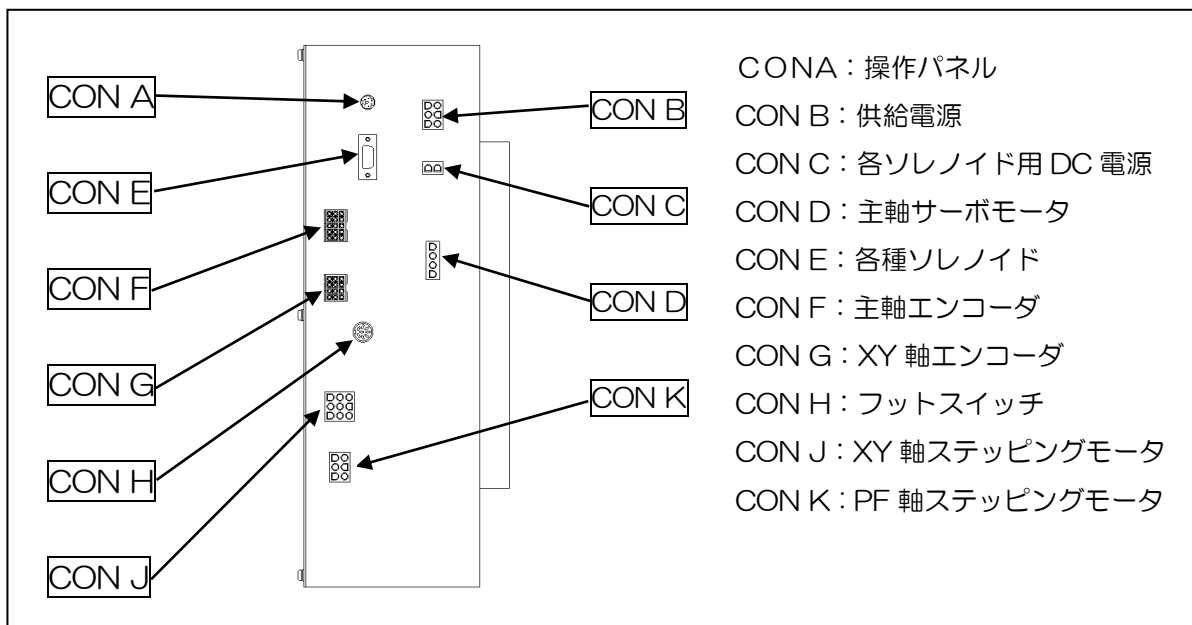 CON A
CON E
CON F
CON G
CON H
CON J
CON B
CON C
CON D
CON K
CONA：操作パネル
CON B：供給電源
CON C：各ソレノイド用 DC 電源
CON D：主軸サーボモータ
CON E：各種ソレノイド
CON F：主軸エンコーダ
CON G：XY 軸エンコーダ
CON H：フットスイッチ
CON J：XY 軸ステッピングモータ
CON K：PF 軸ステッピングモータ